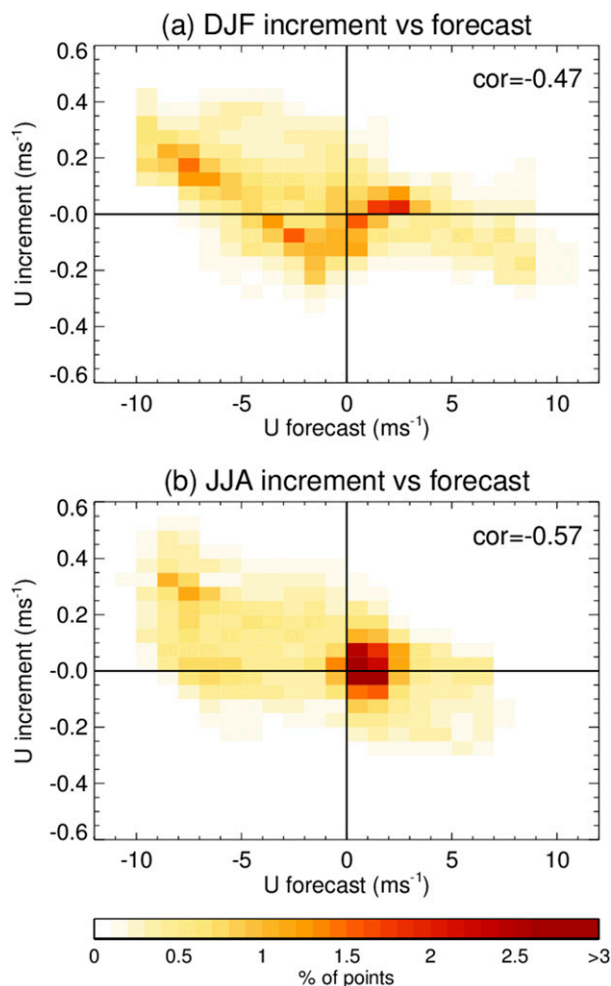 (a) DJF increment vs forecast
cor=-0.47
0.6
0.4
0.2
-0.0
-0.2
-0.4
-0.6
U increment (ms⁻¹)
-10 -5 0 5 10
U forecast (ms⁻¹)
(b) JJA increment vs forecast
cor=-0.57
0.6
0.4
0.2
-0.0
-0.2
-0.4
-0.6
U increment (ms⁻¹)
-10 -5 0 5 10
U forecast (ms⁻¹)
0 0.5 1 1.5 2 2.5 >3
% of points